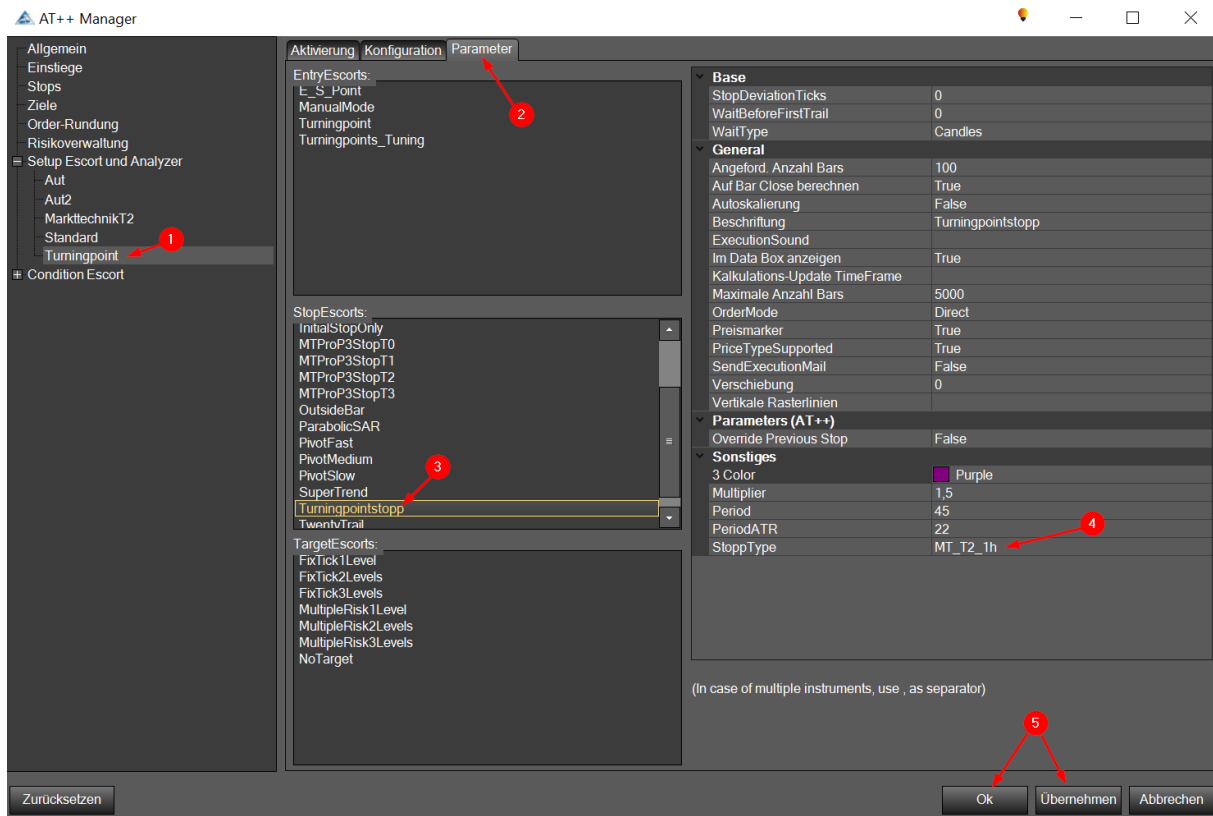 AT++ Manager
Allgemein
Einstiege
Stops
Ziele
Order-Rundung
Risikoverwaltung
Setup Escort und Analyzer
Aut
Aut2
MarkttechnikT2
Standard
1
Turningpoint
Condition Escort
Aktivierung Konfiguration Parameter
2
EntryEscorts:
E_S_Point
ManualMode
Turningpoint
Turningpoints_Tuning
StopEscorts:
InitialStopOnly
MTProP3StopT0
MTProP3StopT1
MTProP3StopT2
MTProP3StopT3
OutsideBar
ParabolicSAR
PivotFast
PivotMedium
PivotSlow
3
SuperTrend
Turningpointstopp
TwentyTrail
TargetEscorts:
FixTick1Level
FixTick2Levels
FixTick3Levels
MultipleRisk1Level
MultipleRisk2Levels
MultipleRisk3Levels
NoTarget
Base
StopDeviationTicks 0
WaitBeforeFirstTrail 0
WaitType Candles
General
Angeford. Anzahl Bars 100
Auf Bar Close berechnen True
Autoskalierung False
Beschriftung Turningpointstopp
ExecutionSound
Im Data Box anzeigen True
Kalkulations-Update TimeFrame
Maximale Anzahl Bars 5000
OrderMode Direct
Preismarker True
PriceTypeSupported True
SendExecutionMail False
Verschiebung 0
Vertikale Rasterlinien
Parameters (AT++)
Override Previous Stop False
Sonstiges
3 Color Purple
Multiplier 1,5
Period 45
PeriodATR 22
4
StoppType MT_T2_1h
(In case of multiple instruments, use , as separator)
5
Zurücksetzen Ok Übernehmen Abbrechen